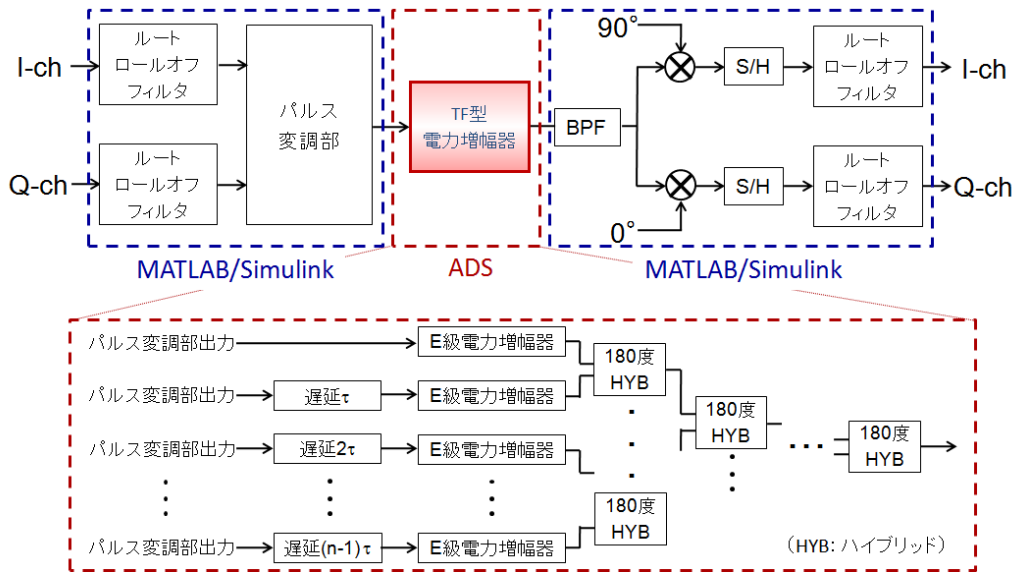 I-ch
ルート
ロールオフ
フィルタ
Q-ch
ルート
ロールオフ
フィルタ
パルス
変調部
TF型
電力増幅器
BPF
90°
0°
S/H
S/H
ルート
ロールオフ
フィルタ
I-ch
ルート
ロールオフ
フィルタ
Q-ch
MATLAB/Simulink
ADS
MATLAB/Simulink
パルス変調部出力
E級電力増幅器
パルス変調部出力
遅延τ
E級電力増幅器
パルス変調部出力
遅延2τ
E級電力増幅器
パルス変調部出力
遅延(n-1)τ
E級電力増幅器
180度
HYB
180度
HYB
180度
HYB
180度
HYB
（HYB: ハイブリッド）